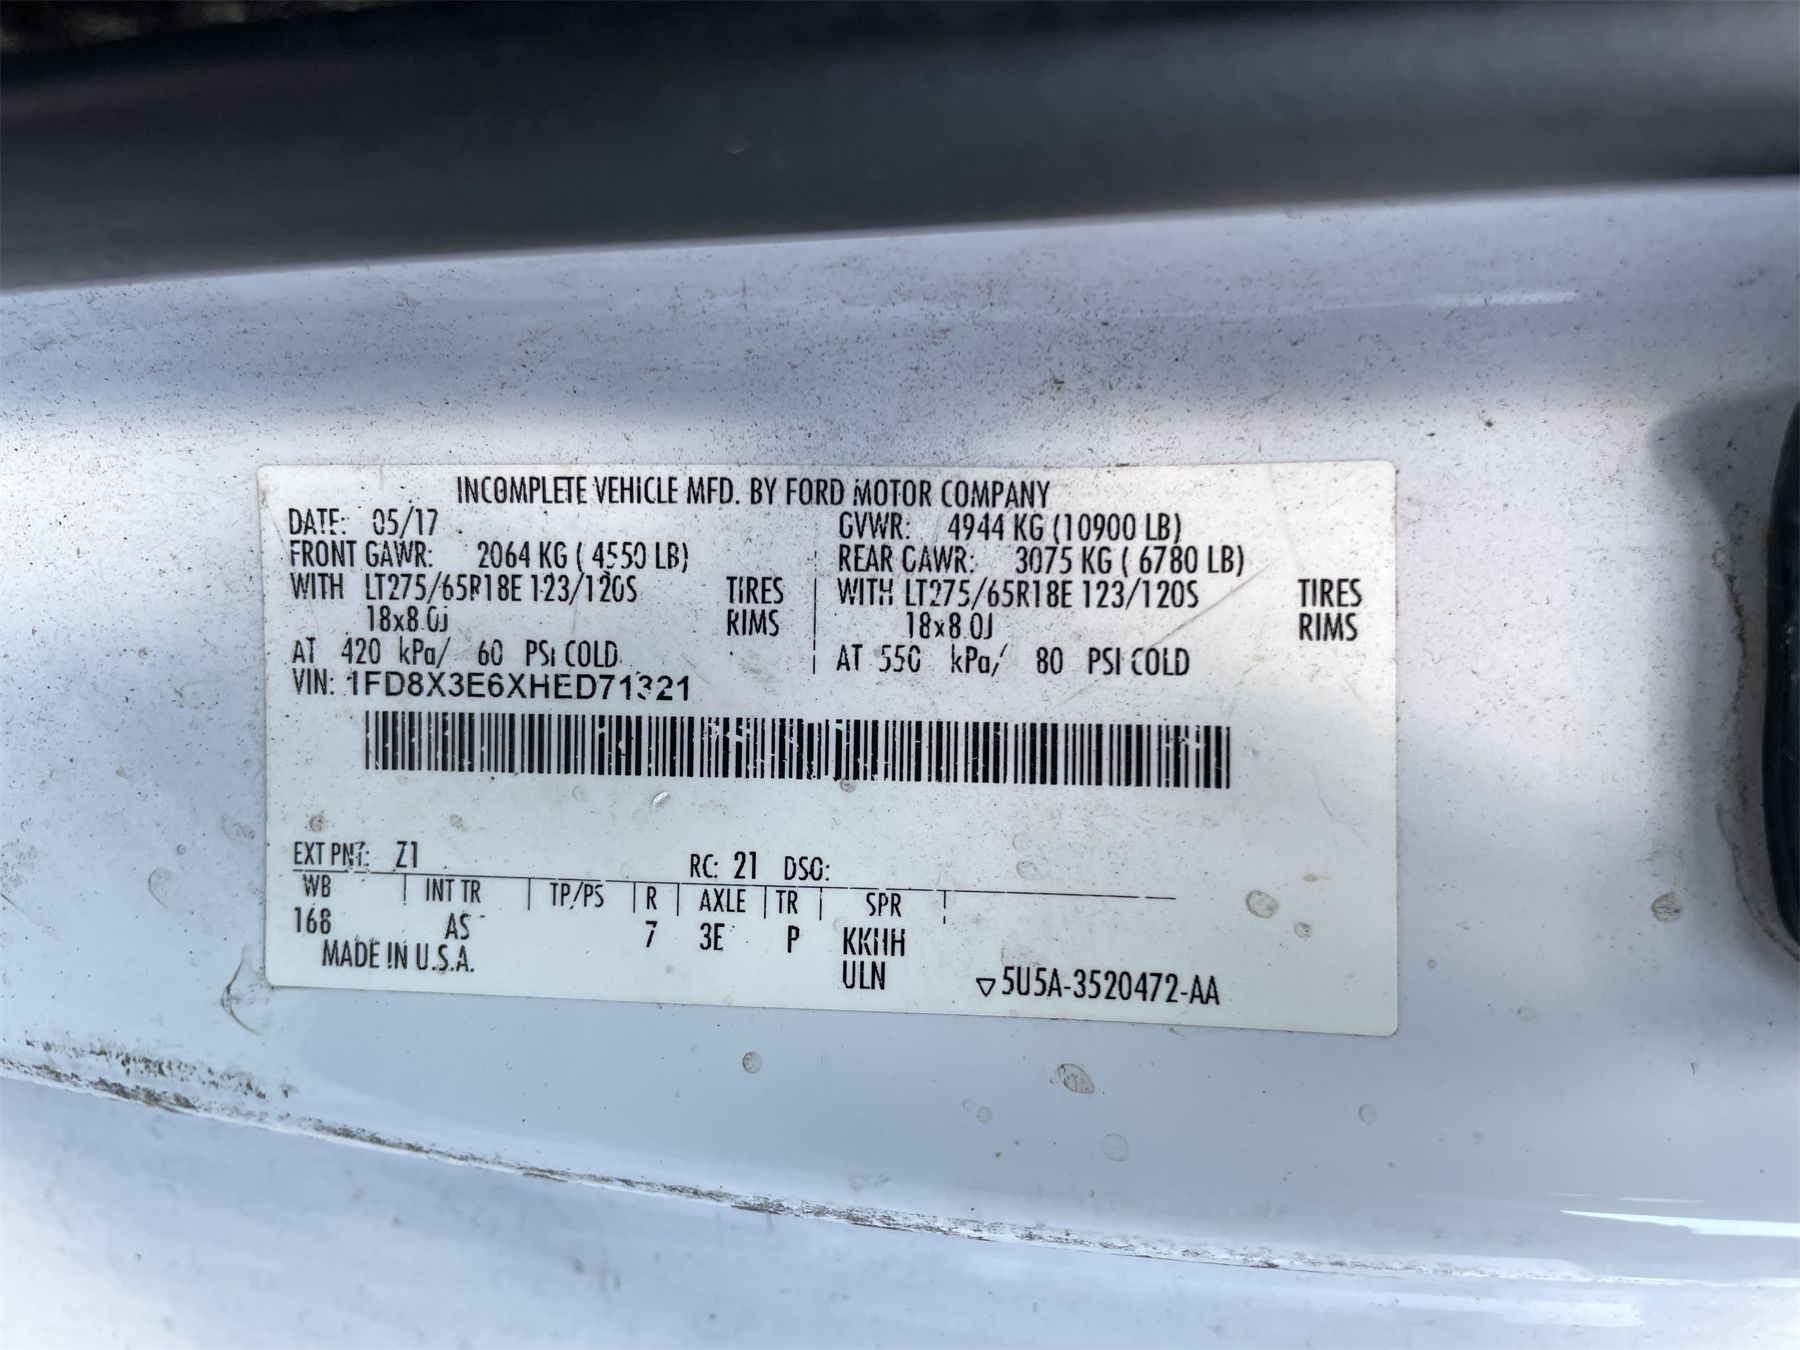 INCOMPLETE VEHICLE MFD. BY FORD MOTOR COMPANY
DATE: 05/17 GVWR: 4944 KG (10900 LB)
FRONT GAWR: 2064 KG ( 4550 LB) REAR GAWR: 3075 KG ( 6780 LB)
WITH LT275/65R18E 123/120S TIRES WITH LT275/65R18E 123/120S TIRES
18x8.0J RIMS 18x8.0J RIMS
AT 420 kPa/ 60 PSI COLD AT 550 kPa/ 80 PSI COLD
VIN: 1FD8X3E6XHED71321
EXT PNT: Z1 RC: 21 DSO:
WB INT TR TP/PS R AXLE TR SPR
168 AS 7 3E P KKHH
MADE IN U.S.A. ULN
▽5U5A-3520472-AA